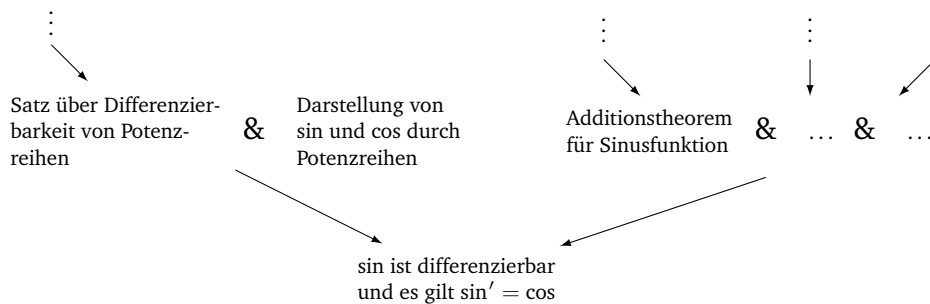 ⋮
⋮
⋮
Satz über Differenzier-
barkeit von Potenz-
reihen
&
Darstellung von
sin und cos durch
Potenzreihen
Additionstheorem
für Sinusfunktion
& … & …
sin ist differenzierbar
und es gilt sin′ = cos